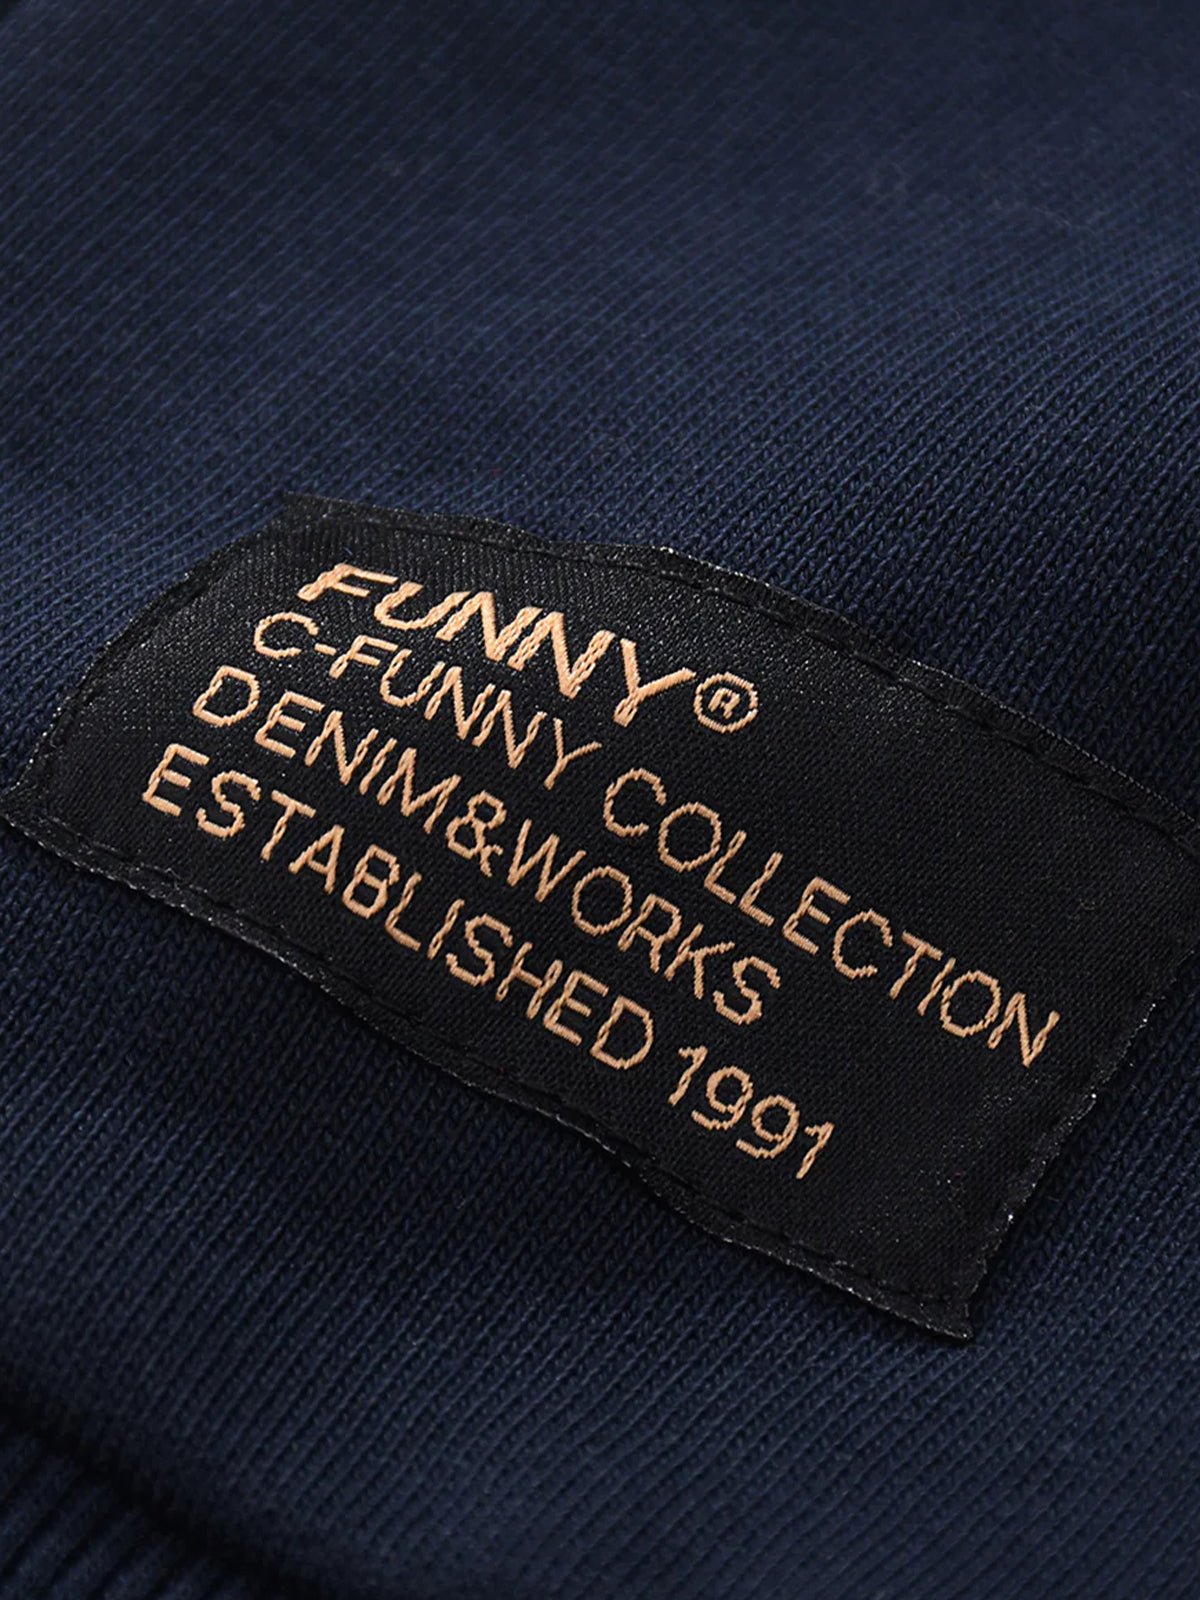 FUNNY®
C-FUNNY COLLECTION
DENIM&WORKS
ESTABLISHED 1991